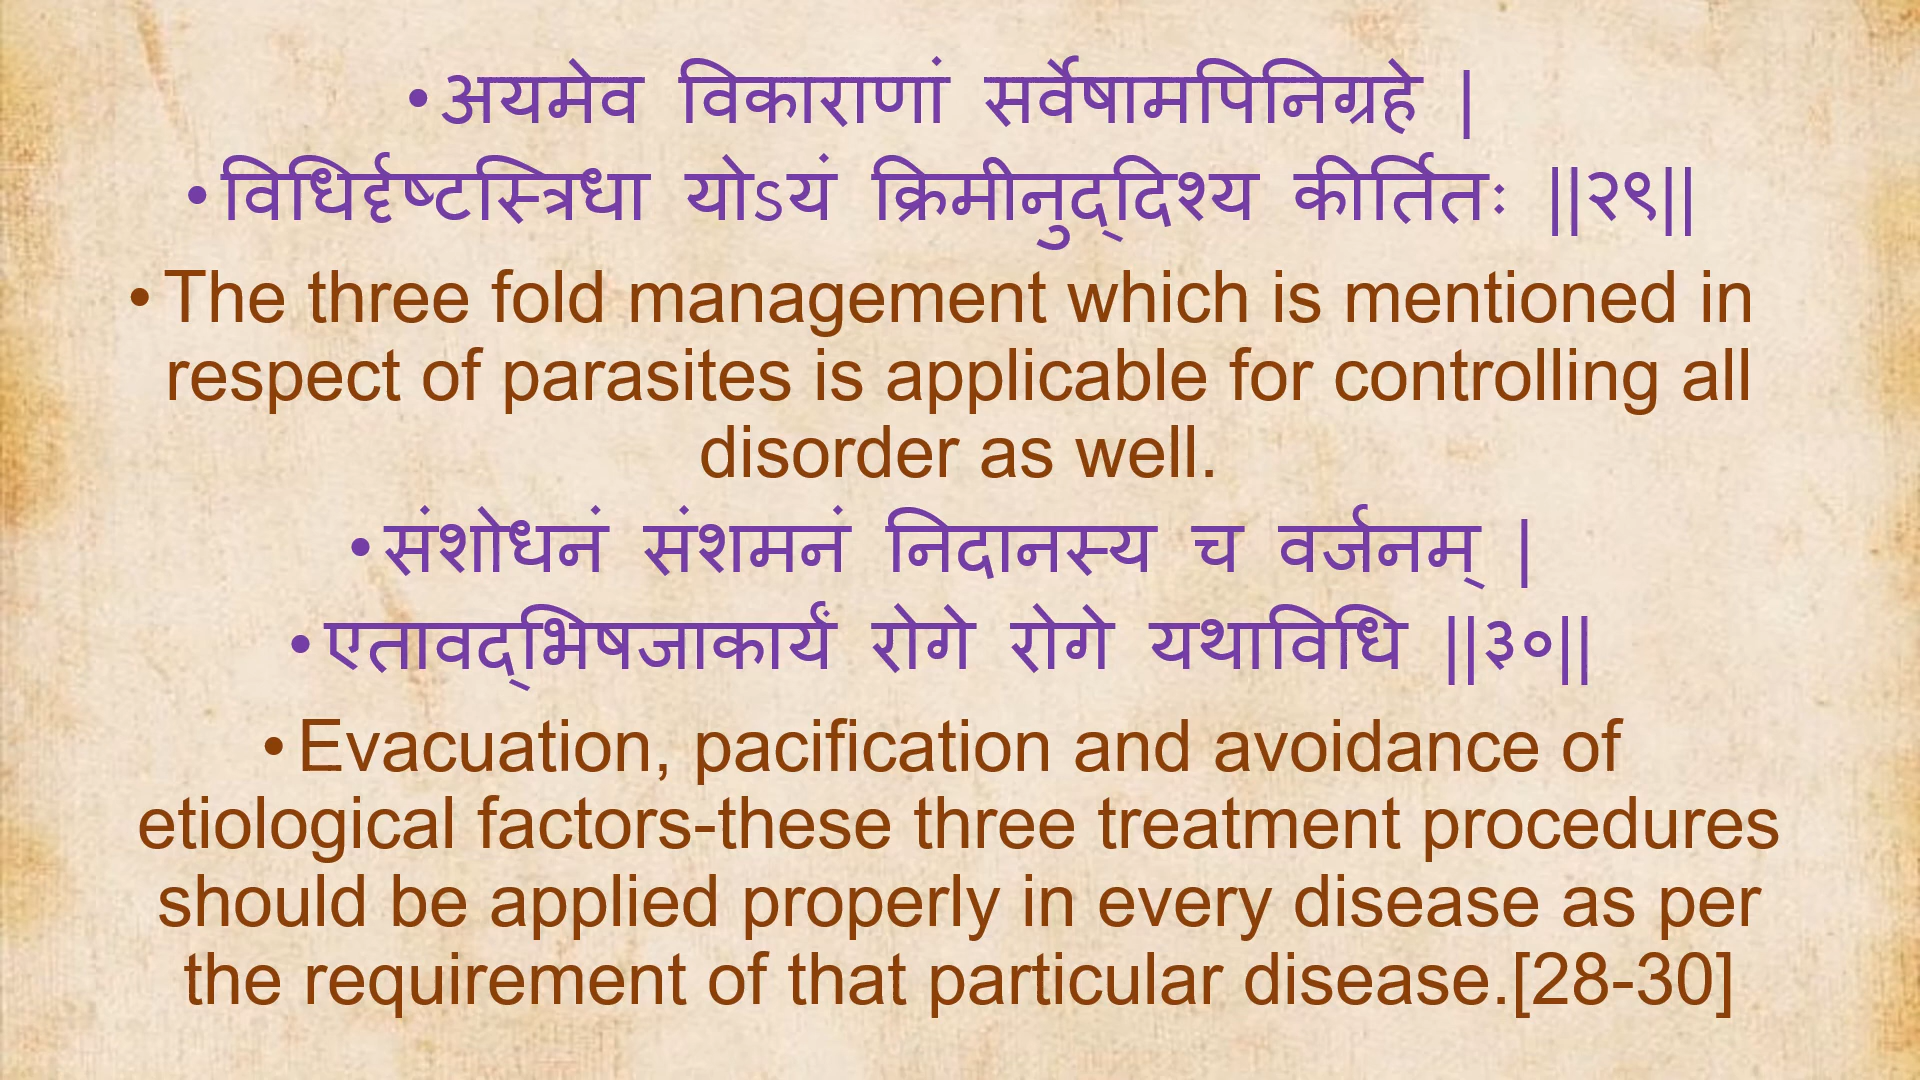 •अयमेव विकाराणां सर्वेषामपिनिग्रहे |
•विधिर्दृष्टस्त्रिधा योऽयं क्रिमीनुद्‌दिश्य कीर्तितः ||२९||
•The three fold management which is mentioned in
respect of parasites is applicable for controlling all
disorder as well.
•संशोधनं संशमनं निदानस्य च वर्जनम् |
•एतावद्‌भिषजाकार्यं रोगे रोगे यथाविधि ||३०||
•Evacuation, pacification and avoidance of
etiological factors-these three treatment procedures
should be applied properly in every disease as per
the requirement of that particular disease.[28-30]